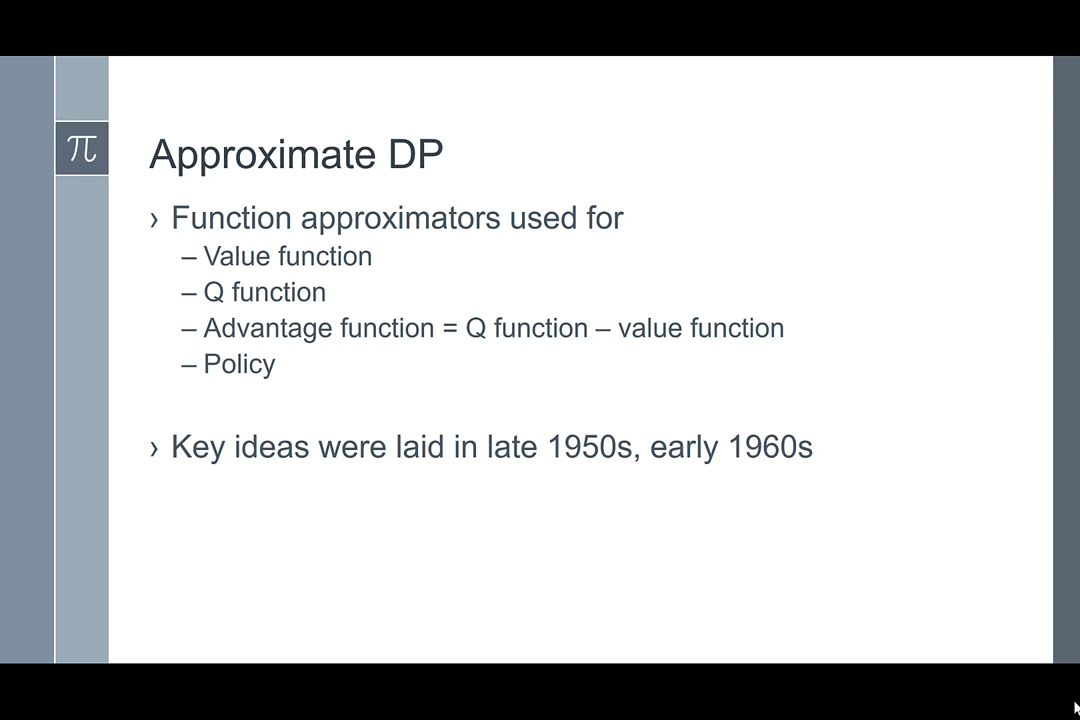 π
Approximate DP
› Function approximators used for
– Value function
– Q function
– Advantage function = Q function – value function
– Policy
› Key ideas were laid in late 1950s, early 1960s